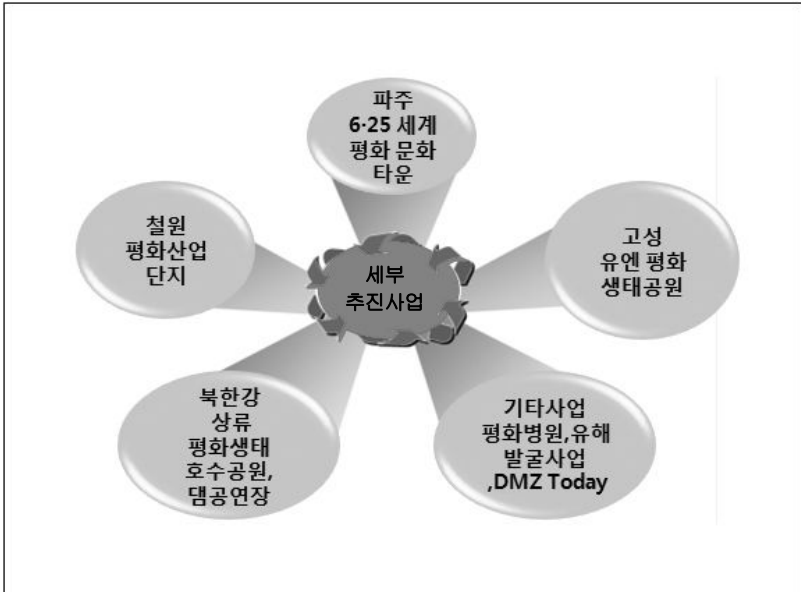 파주
6·25 세계
평화 문화
타운
철원
평화산업
단지
고성
유엔 평화
생태공원
세부
추진사업
북한강
상류
평화생태
호수공원,
댐공연장
기타사업
평화병원,유해
발굴사업
,DMZ Today